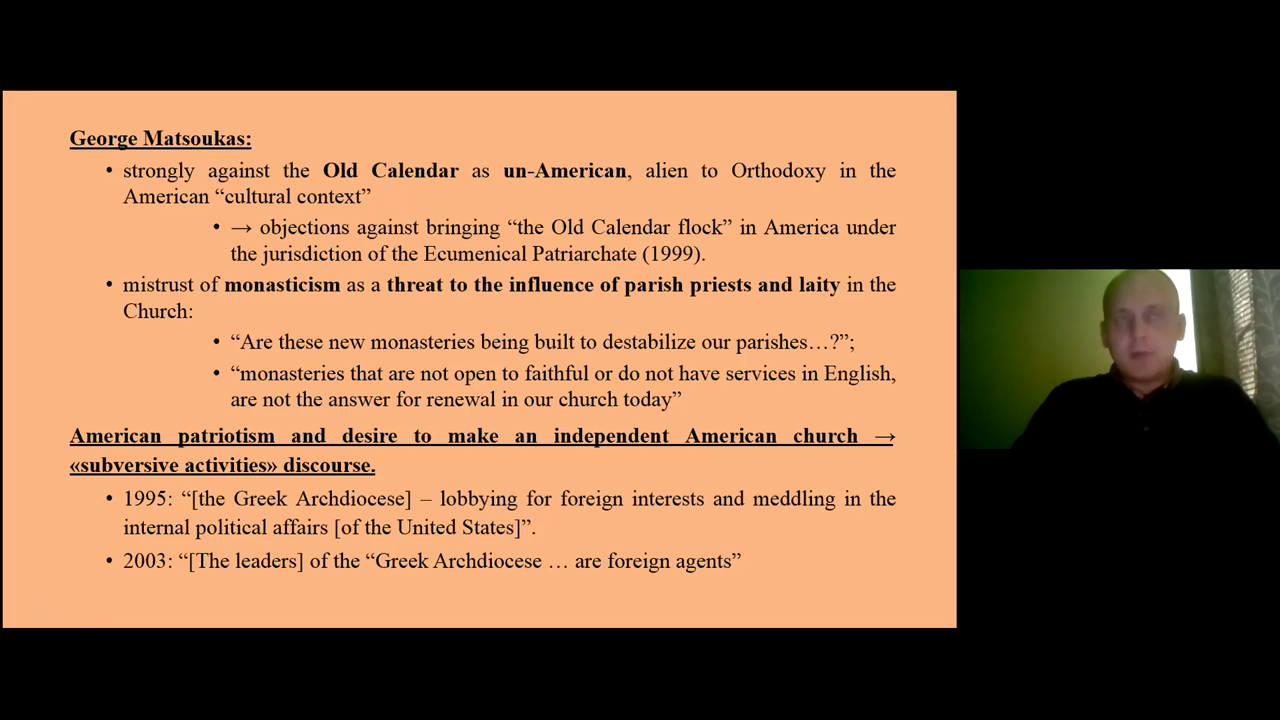 George Matsoukas:
• strongly against the Old Calendar as un-American, alien to Orthodoxy in the
American “cultural context”
• → objections against bringing “the Old Calendar flock” in America under
the jurisdiction of the Ecumenical Patriarchate (1999).
• mistrust of monasticism as a threat to the influence of parish priests and laity in the
Church:
• “Are these new monasteries being built to destabilize our parishes…?”;
• “monasteries that are not open to faithful or do not have services in English,
are not the answer for renewal in our church today”
American patriotism and desire to make an independent American church →
«subversive activities» discourse.
• 1995: “[the Greek Archdiocese] – lobbying for foreign interests and meddling in the
internal political affairs [of the United States]”.
• 2003: “[The leaders] of the “Greek Archdiocese … are foreign agents”